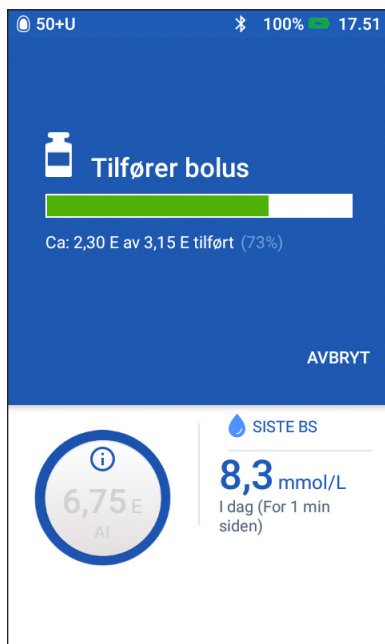 50+U 100% 17.51
Tilfører bolus
Ca: 2,30 E av 3,15 E tilført (73%)
AVBRYT
SISTE BS
6,75 E
AI
8,3 mmol/L
I dag (For 1 min
siden)